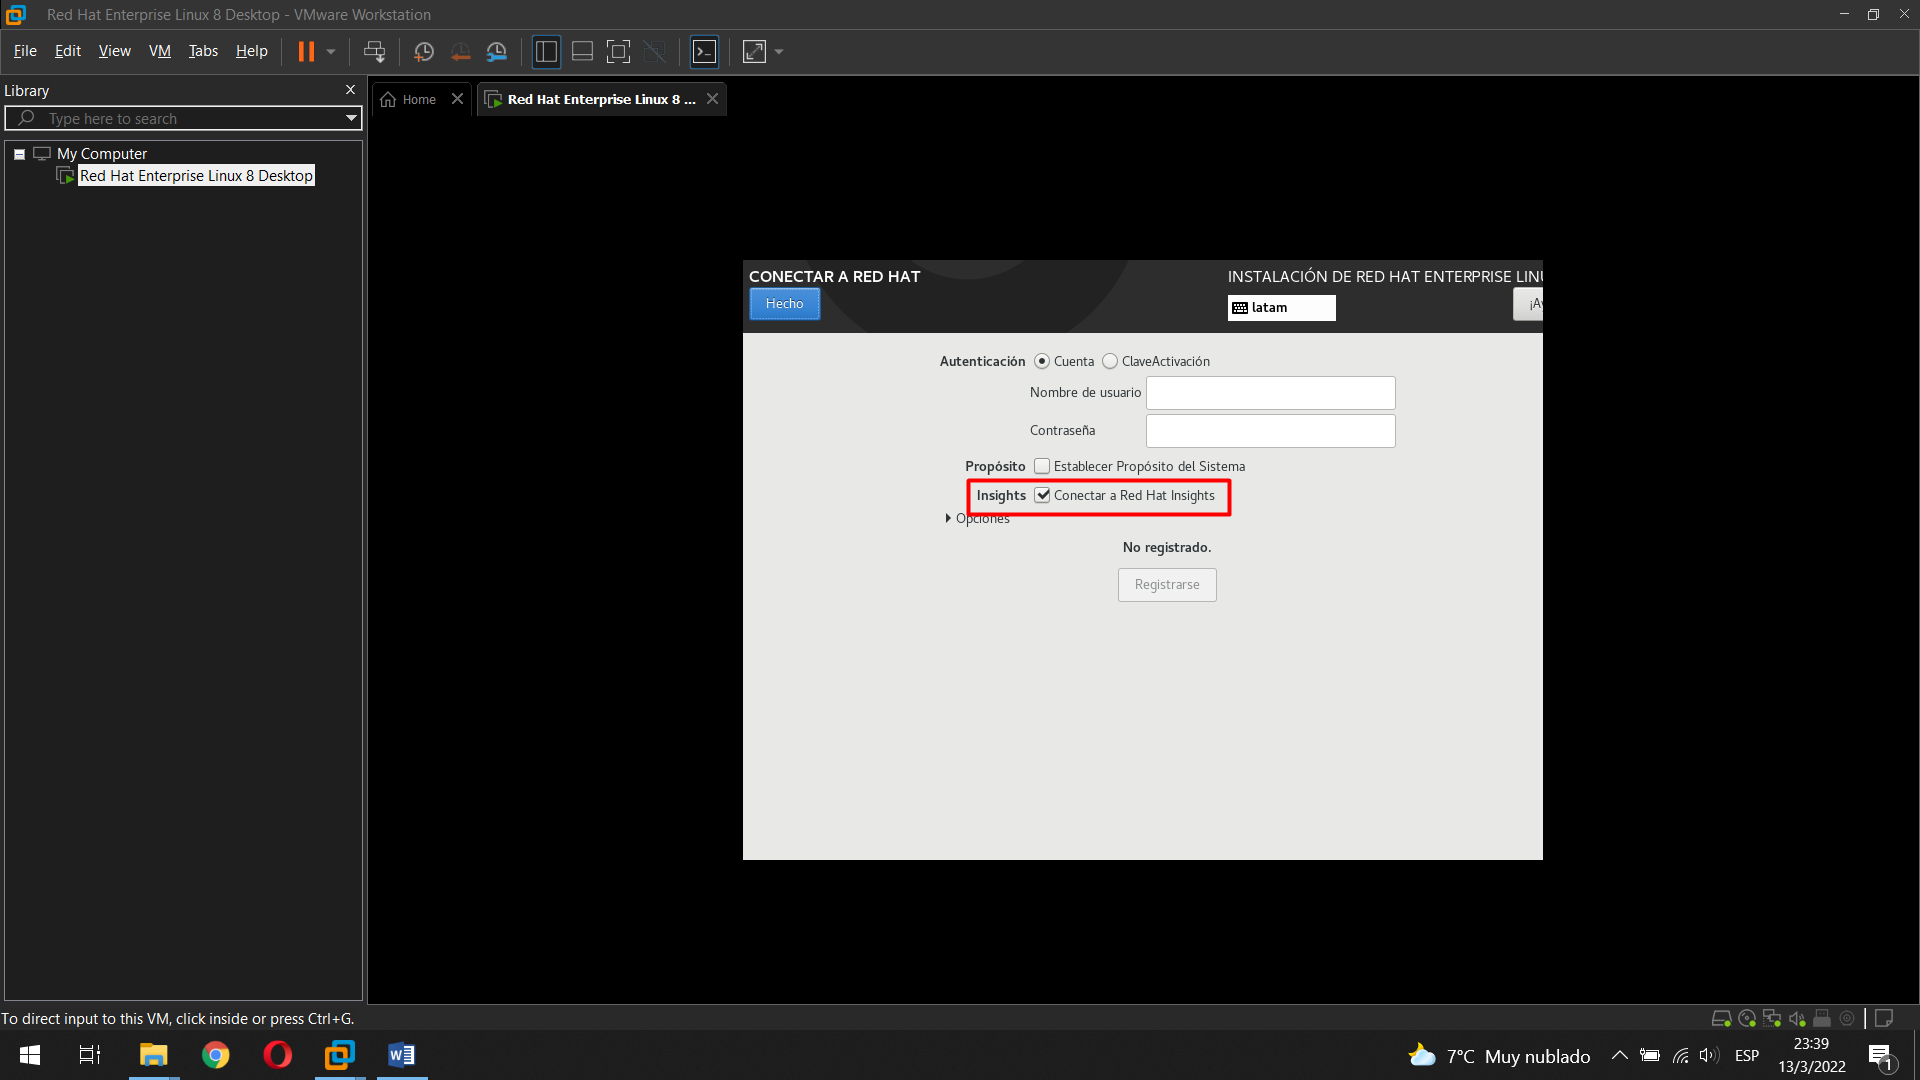 Red Hat Enterprise Linux 8 Desktop - VMware Workstation
File Edit View VM Tabs Help
Library
Type here to search
My Computer
Red Hat Enterprise Linux 8 Desktop
Home
Red Hat Enterprise Linux 8 ...
CONECTAR A RED HAT
INSTALACIÓN DE RED HAT ENTERPRISE LINU
Hecho
latam
¡Ay
Autenticación Cuenta ClaveActivación
Nombre de usuario
Contraseña
Propósito Establecer Propósito del Sistema
Insights Conectar a Red Hat Insights
Opciones
No registrado.
Registrarse
To direct input to this VM, click inside or press Ctrl+G.
7°C Muy nublado
ESP
23:39
13/3/2022
1